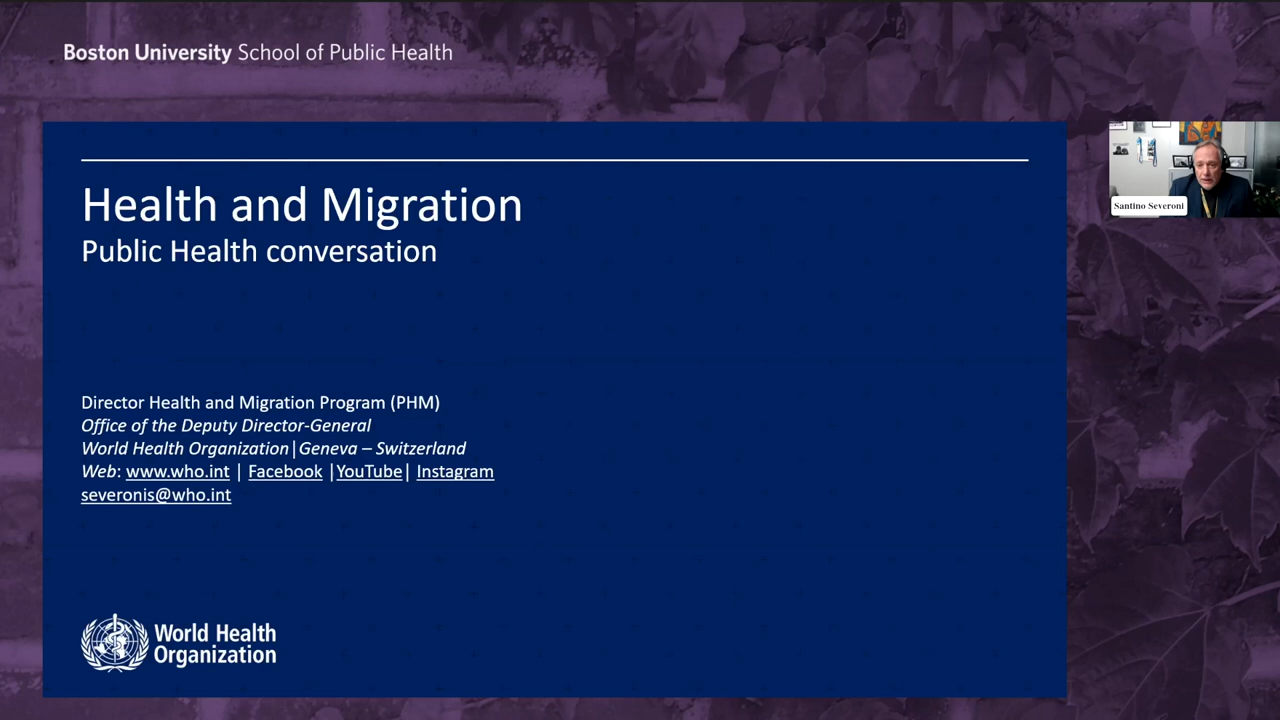 Boston University School of Public Health
Health and Migration
Public Health conversation
Santino Severoni
Director Health and Migration Program (PHM)
Office of the Deputy Director-General
World Health Organization|Geneva – Switzerland
Web: www.who.int | Facebook |YouTube| Instagram
severonis@who.int
World Health
Organization